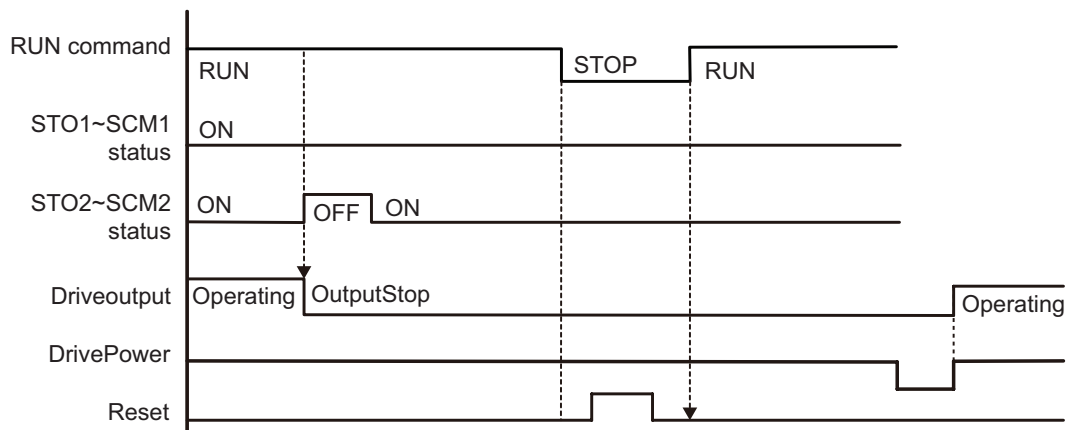 RUN command
RUN
STOP
RUN
STO1~SCM1
status
ON
STO2~SCM2
status
ON
OFF
ON
Driveoutput
Operating
OutputStop
Operating
DrivePower
Reset